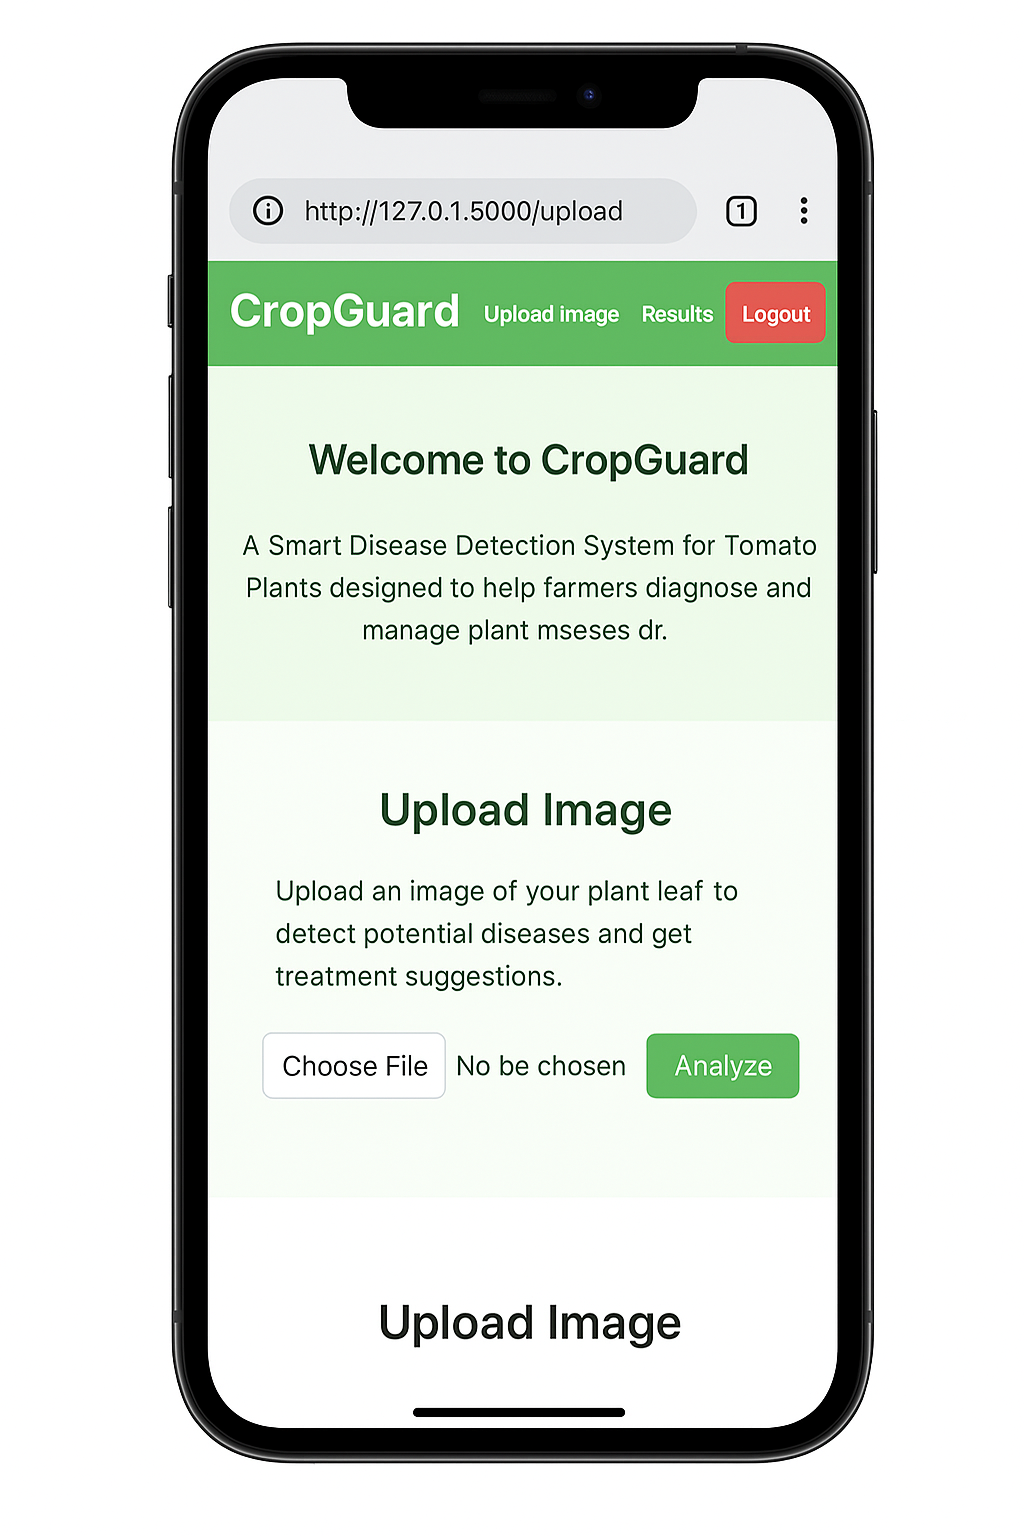 http://127.0.1.5000/upload
1
CropGuard Upload image Results Logout
Welcome to CropGuard
A Smart Disease Detection System for Tomato
Plants designed to help farmers diagnose and
manage plant mseses dr.
Upload Image
Upload an image of your plant leaf to
detect potential diseases and get
treatment suggestions.
Choose File No be chosen Analyze
Upload Image